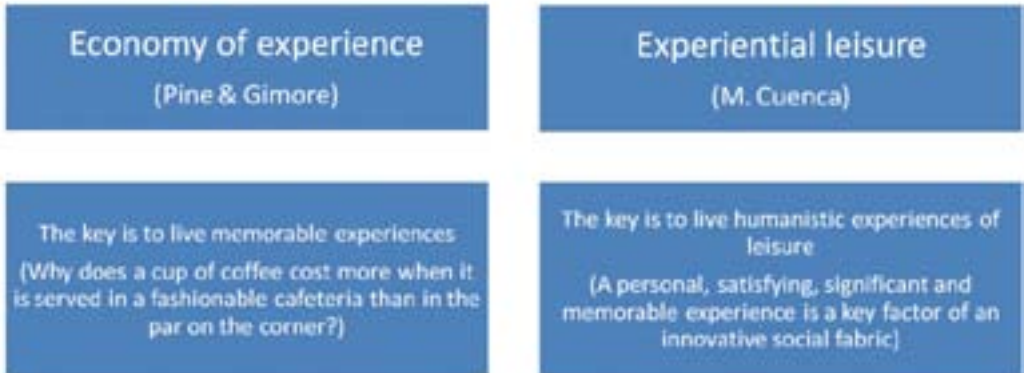 Economy of experience
(Pine & Gimore)
Experiential leisure
(M. Cuenca)
The key is to live memorable experiences
(Why does a cup of coffee cost more when it
is served in a fashionable cafeteria than in the
par on the corner?)
The key is to live humanistic experiences of
leisure
(A personal, satisfying, significant and
memorable experience is a key factor of an
innovative social fabric)